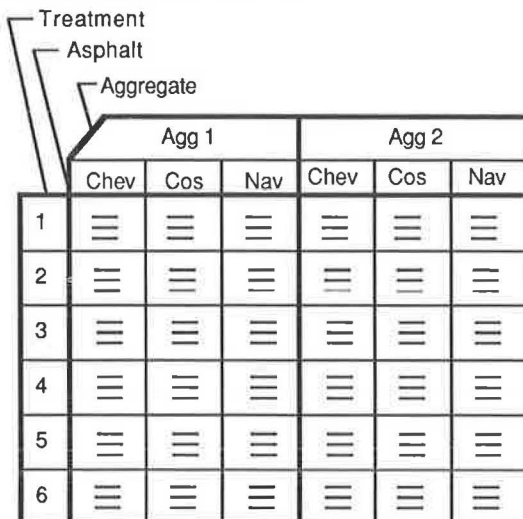 Treatment
Asphalt
Aggregate
Agg 1 Agg 2
Chev Cos Nav Chev Cos Nav
1
2
3
4
5
6